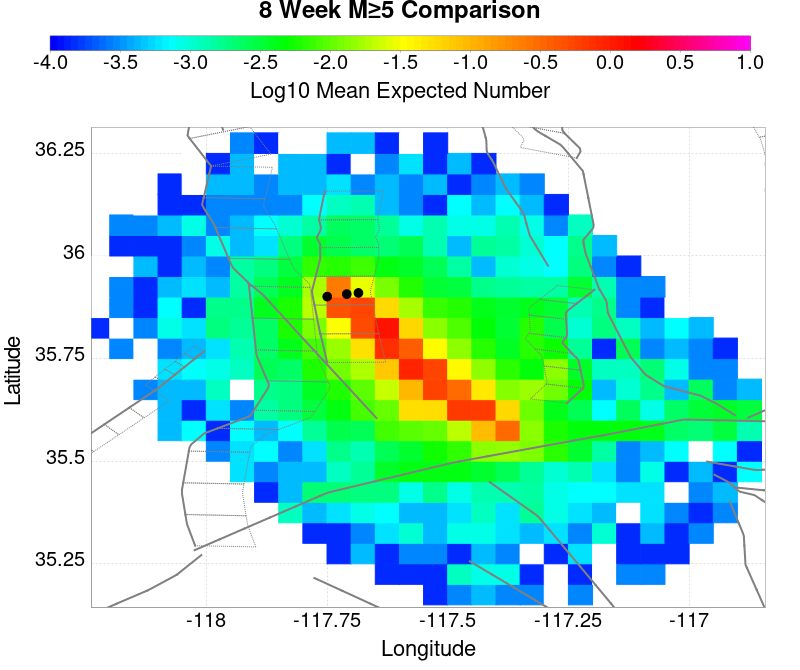 8 Week M≥5 Comparison
-4.0 -3.5 -3.0 -2.5 -2.0 -1.5 -1.0 -0.5 0.0 0.5 1.0
Log10 Mean Expected Number
36.25
36
35.75
35.5
35.25
Latitude
-118 -117.75 -117.5 -117.25 -117
Longitude